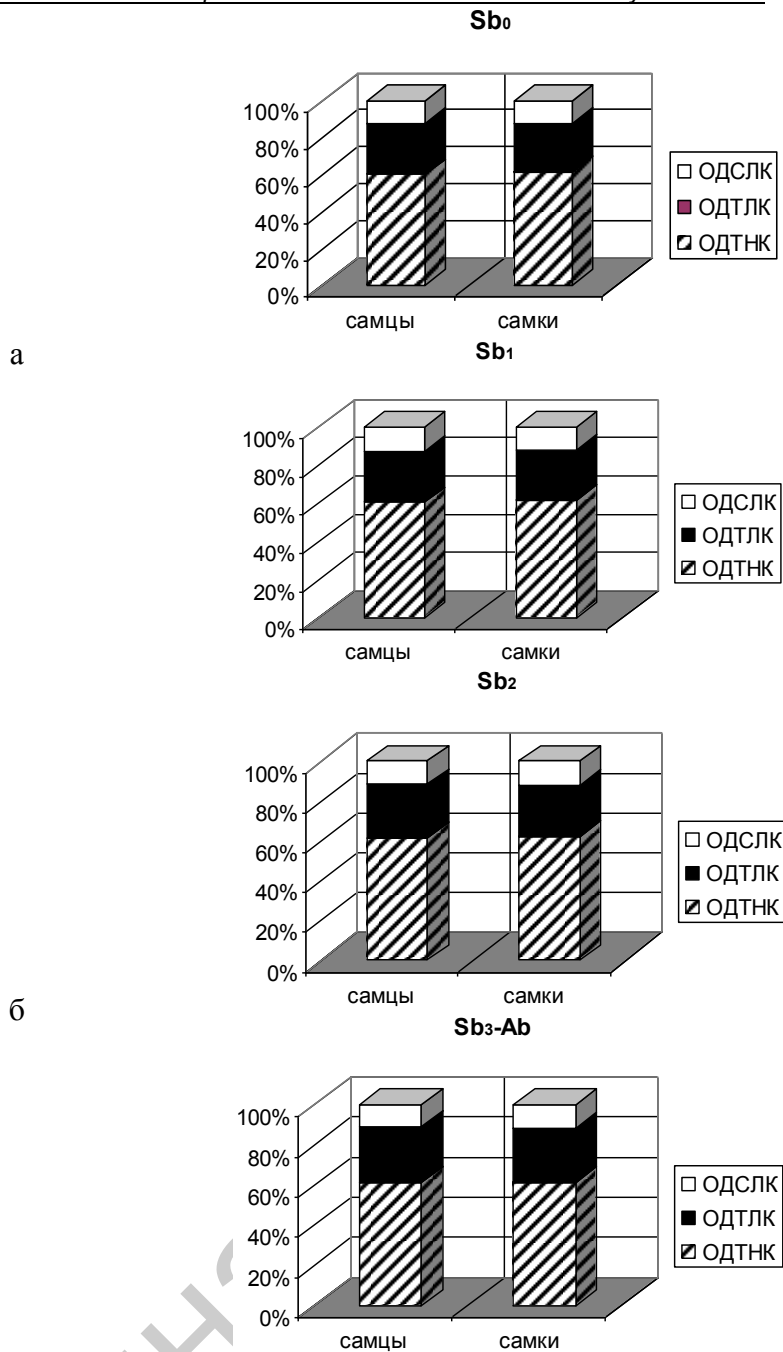 Sb0
100%
80%
60%
40%
20%
0%
самцы самки
ОДСЛК
ОДТЛК
ОДТНК
а
Sb1
100%
80%
60%
40%
20%
0%
самцы самки
ОДСЛК
ОДТЛК
ОДТНК
Sb2
100%
80%
60%
40%
20%
0%
самцы самки
ОДСЛК
ОДТЛК
ОДТНК
б
Sb3-Ab
100%
80%
60%
40%
20%
0%
самцы самки
ОДСЛК
ОДТЛК
ОДТНК